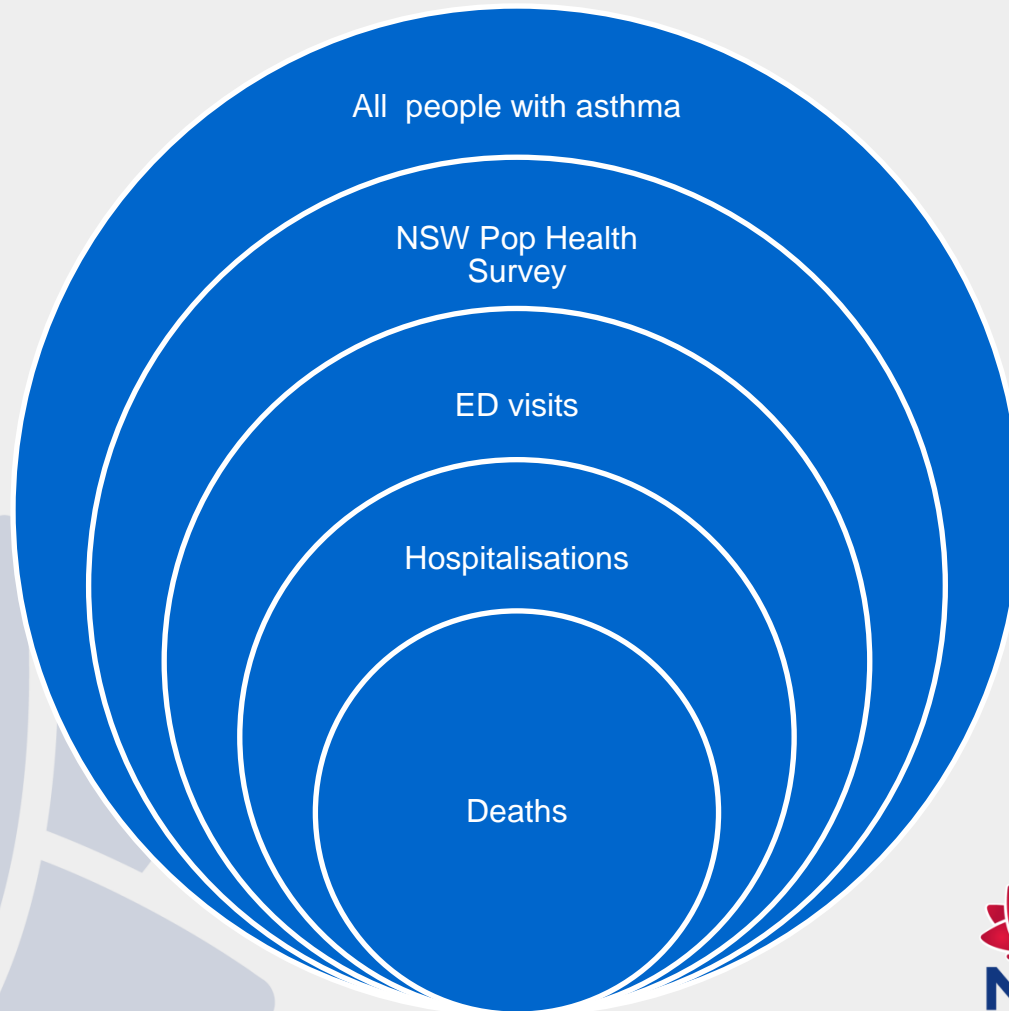 All  people with asthma
NSW Pop Health
Survey
ED visits
Hospitalisations
Deaths